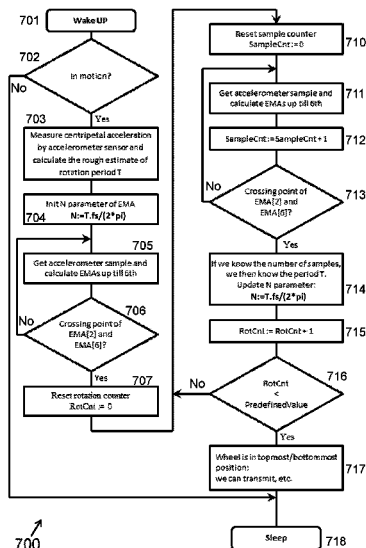 701
Wake UP
702
In motion?
No
Yes
703
Measure centripetal acceleration
by accelerometer sensor and
calculate the rough estimate of
rotation period T
Init N parameter of EMA
704
N:=T.fs/(2*pi)
705
Get accelerometer sample and
calculate EMAs up till 6th
706
Crossing point of
EMA[2] and
EMA[6]?
No
Yes
707
Reset rotation counter
RotCnt := 0
700
Reset sample counter
SampleCnt:=0
710
Get accelerometer sample and
calculate EMAs up till 6th
711
SampleCnt:=SampleCnt + 1
712
No
Crossing point of
EMA[2] and
EMA[6]?
713
Yes
If we know the number of samples,
we then know the period T.
Update N parameter:
N:=T.fs/(2*pi)
714
RotCnt := RotCnt + 1
715
No
RotCnt
<
PredefinedValue
716
Yes
Wheel is in topmost/bottommost
position;
we can transmit, etc.
717
Sleep
718